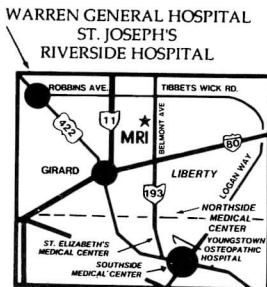 WARREN GENERAL HOSPITAL
ST. JOSEPH'S
RIVERSIDE HOSPITAL
ROBBINS AVE.
TIBBETS WICK RD.
422
11
MRI
BELMONT AVE
80
GIRARD
LIBERTY
LOGAN WAY
193
NORTHSIDE
MEDICAL
CENTER
ST. ELIZABETH'S
MEDICAL CENTER
YOUNGSTOWN
OSTEOPATHIC
HOSPITAL
SOUTHSIDE
MEDICAL CENTER